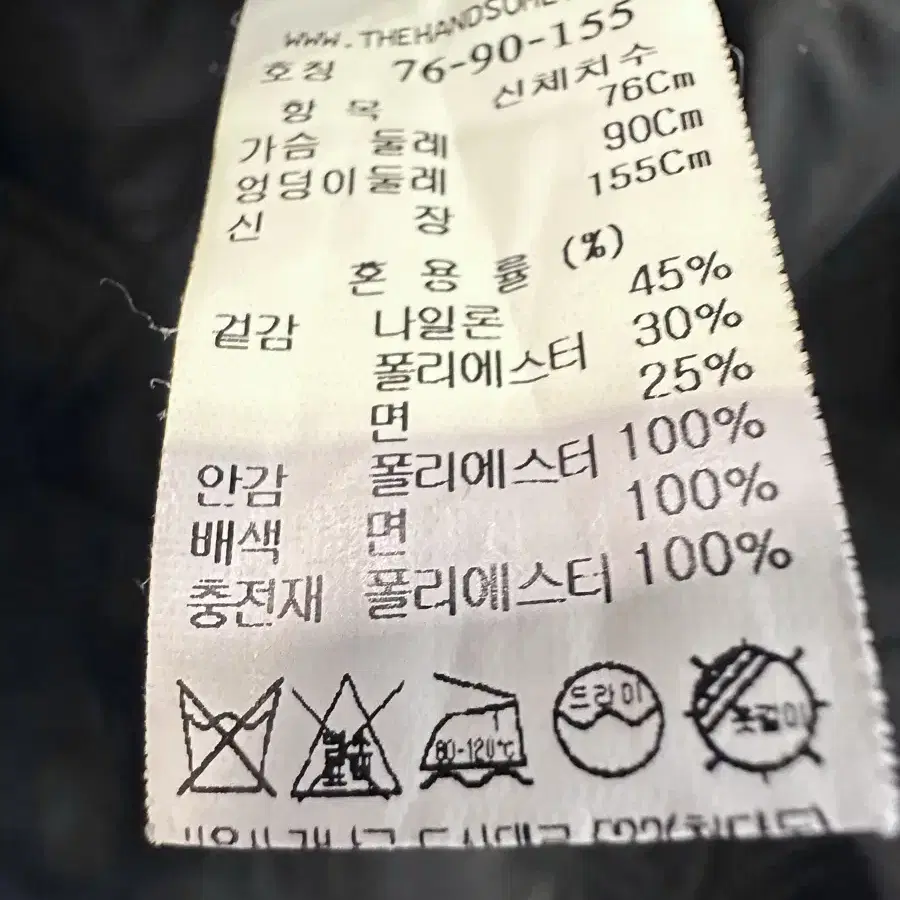 WWW.THEHANDSOME
호칭 76-90-155
항 목 신체치수
가슴 둘레 76Cm
엉덩이둘레 90Cm
신 장 155Cm
혼 용 률 (%)
겉감 나일론 45%
폴리에스터 30%
면 25%
안감 폴리에스터 100%
배색 면 100%
충전재 폴리에스터 100%
80-120℃ 드라이 옷걸이